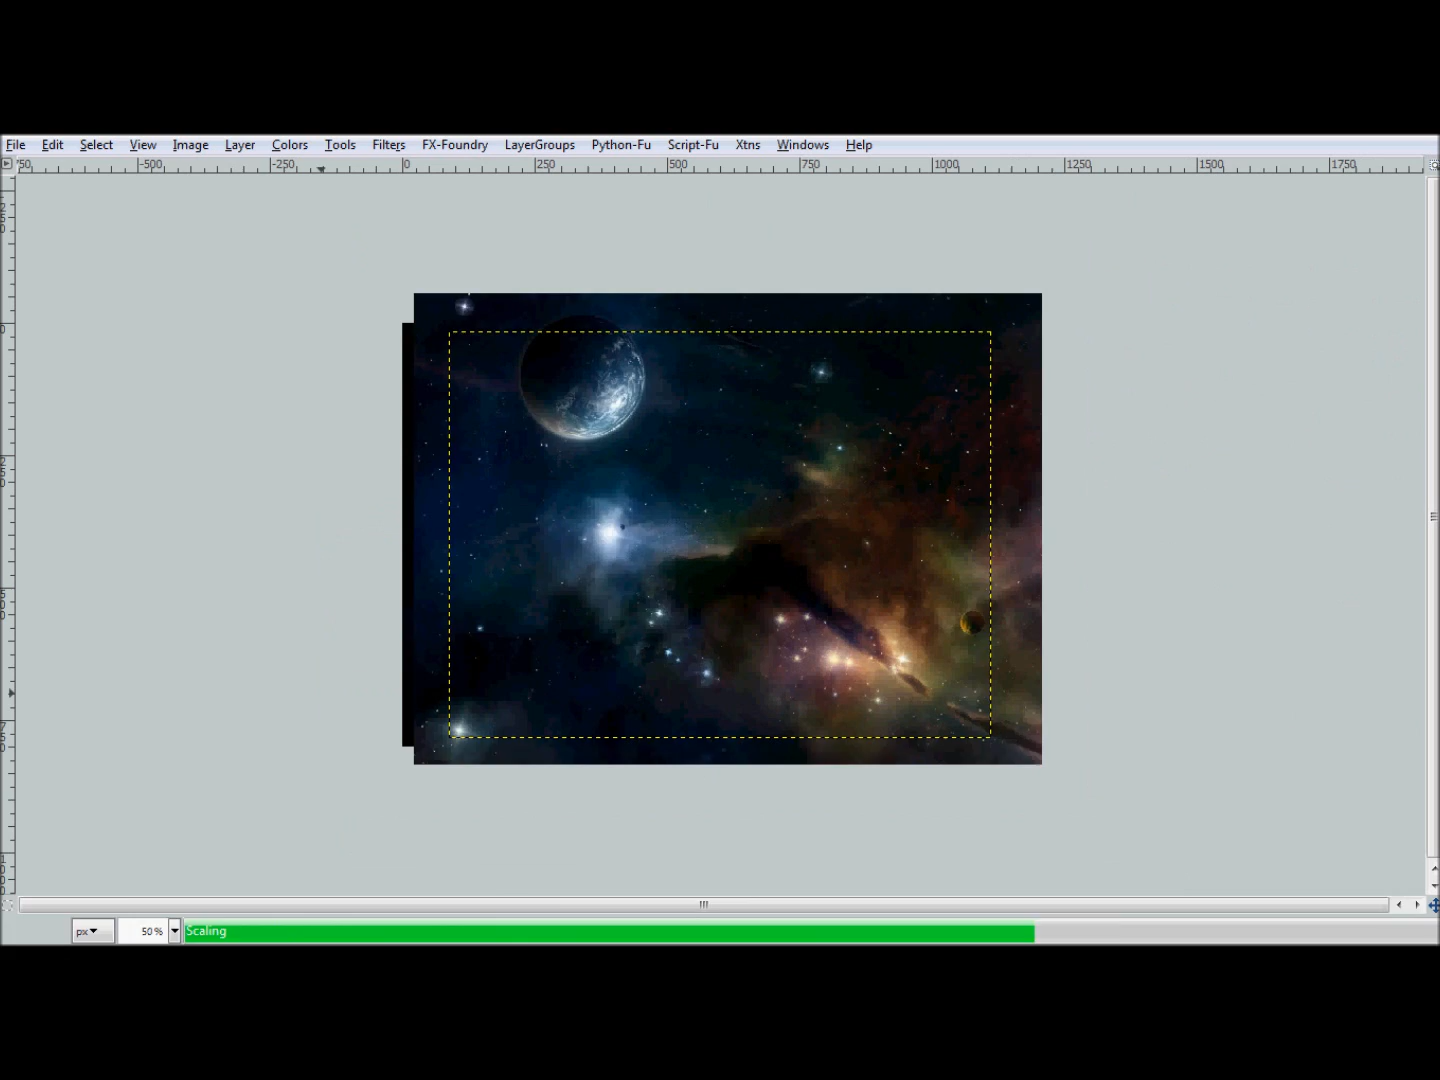 File Edit Select View Image Layer Colors Tools Filters FX-Foundry LayerGroups Python-Fu Script-Fu Xtns Windows Help
-500 -250 0 250 500 750 1000 1250 1500 1750
px 50 % Scaling